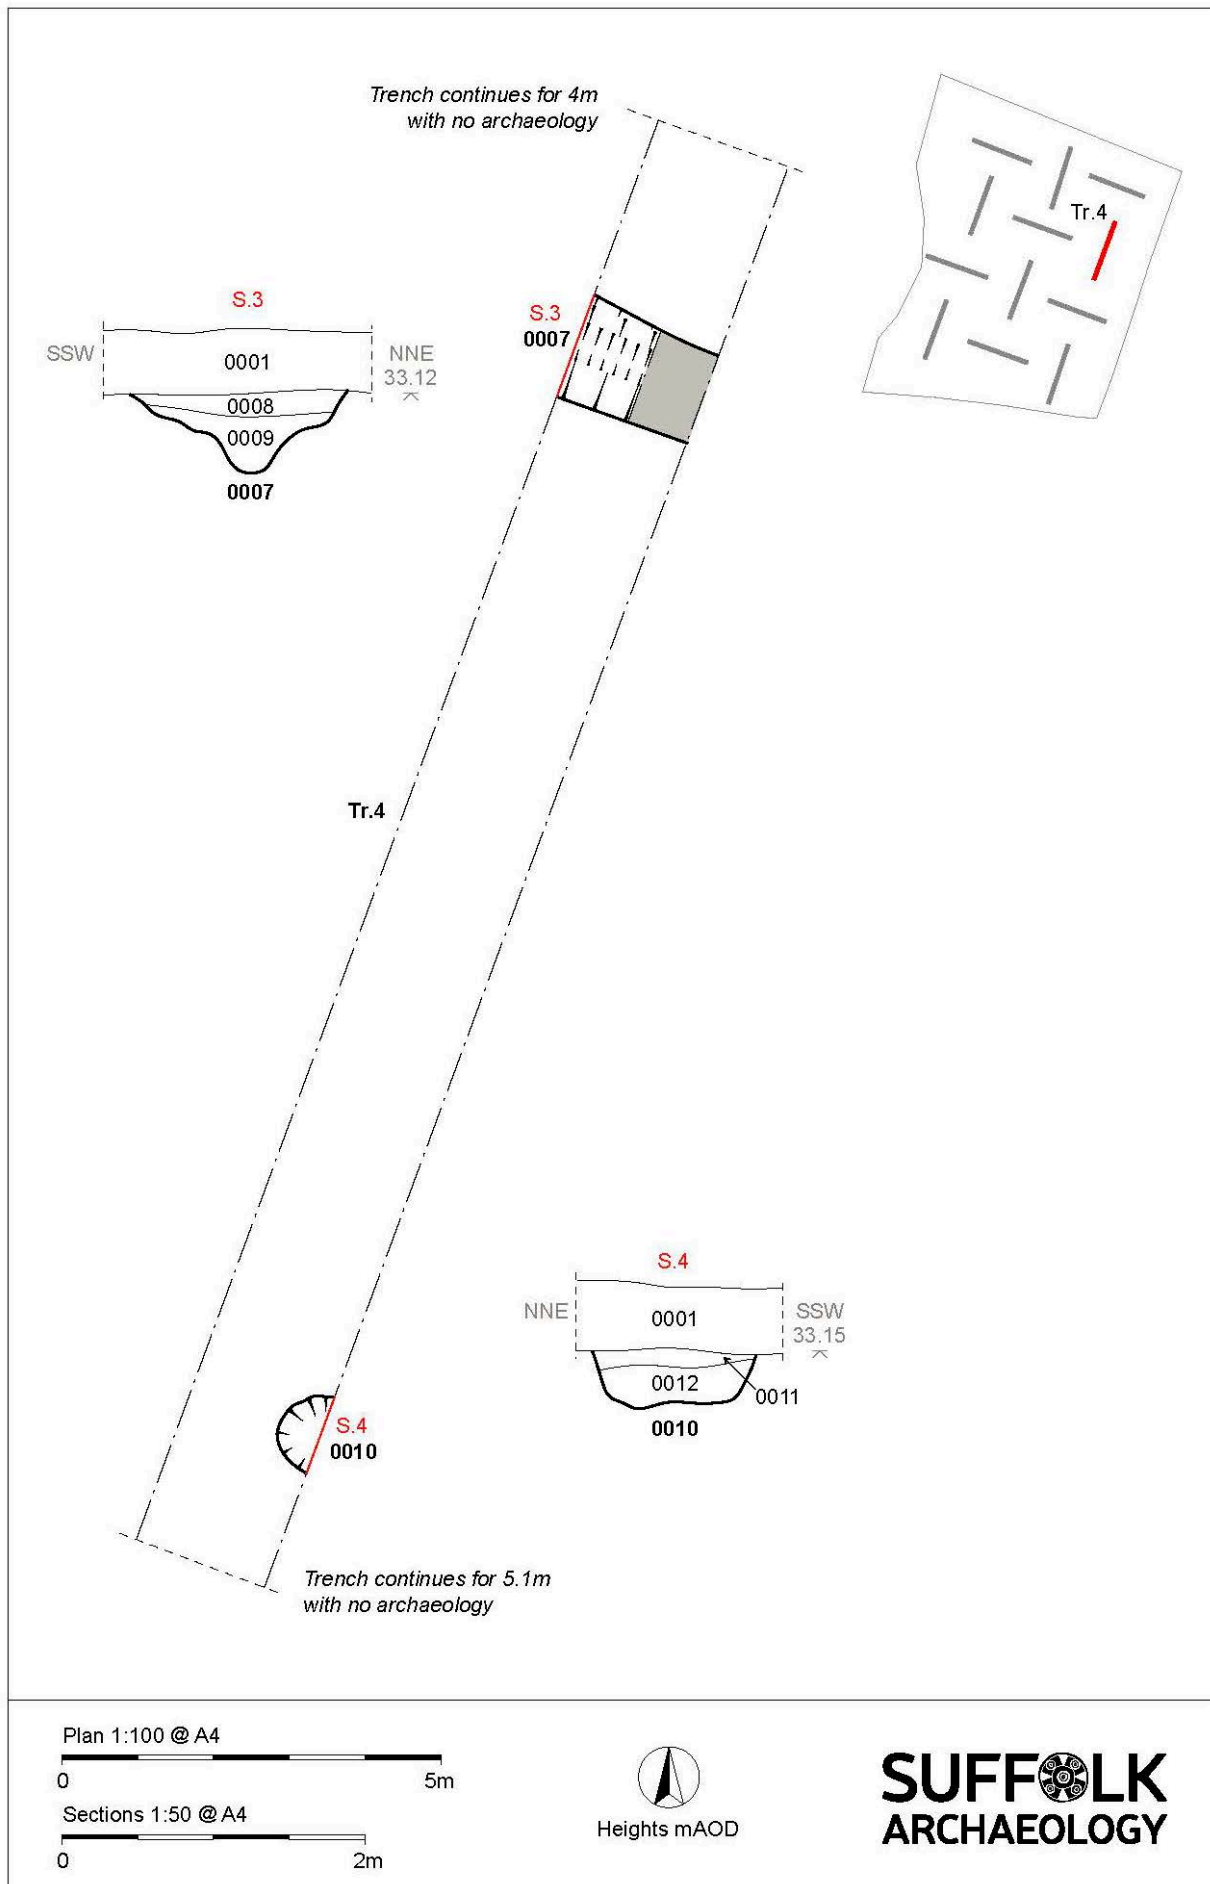 Trench continues for 4m
with no archaeology
Tr.4
S.3
SSW
0001
NNE
33.12
0008
0009
0007
S.3
0007
Tr.4
S.4
NNE
0001
SSW
33.15
0012
0011
0010
S.4
0010
Trench continues for 5.1m
with no archaeology
Plan 1:100 @ A4
0
5m
Sections 1:50 @ A4
0
2m
Heights mAOD
SUFFOLK
ARCHAEOLOGY